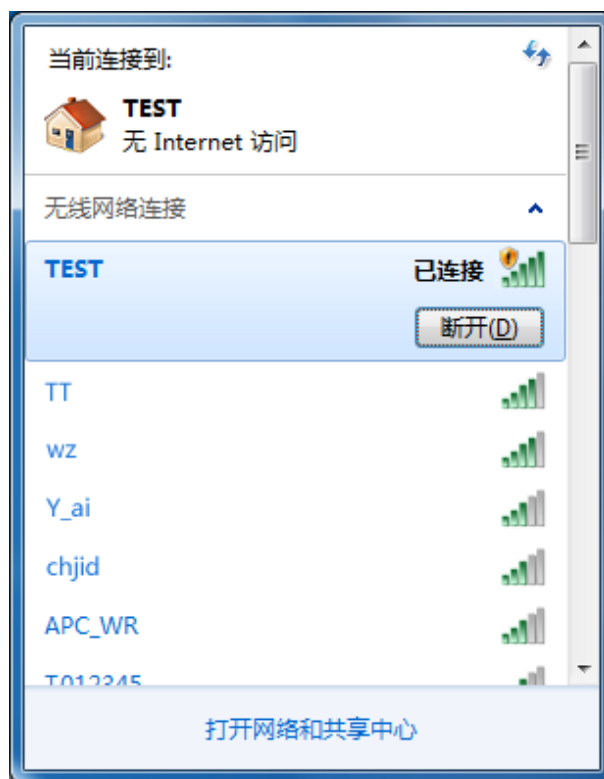 当前连接到:
TEST
无 Internet 访问
无线网络连接
TEST 已连接
断开(D)
TT
wz
Y_ai
chjid
APC_WR
T012345
打开网络和共享中心